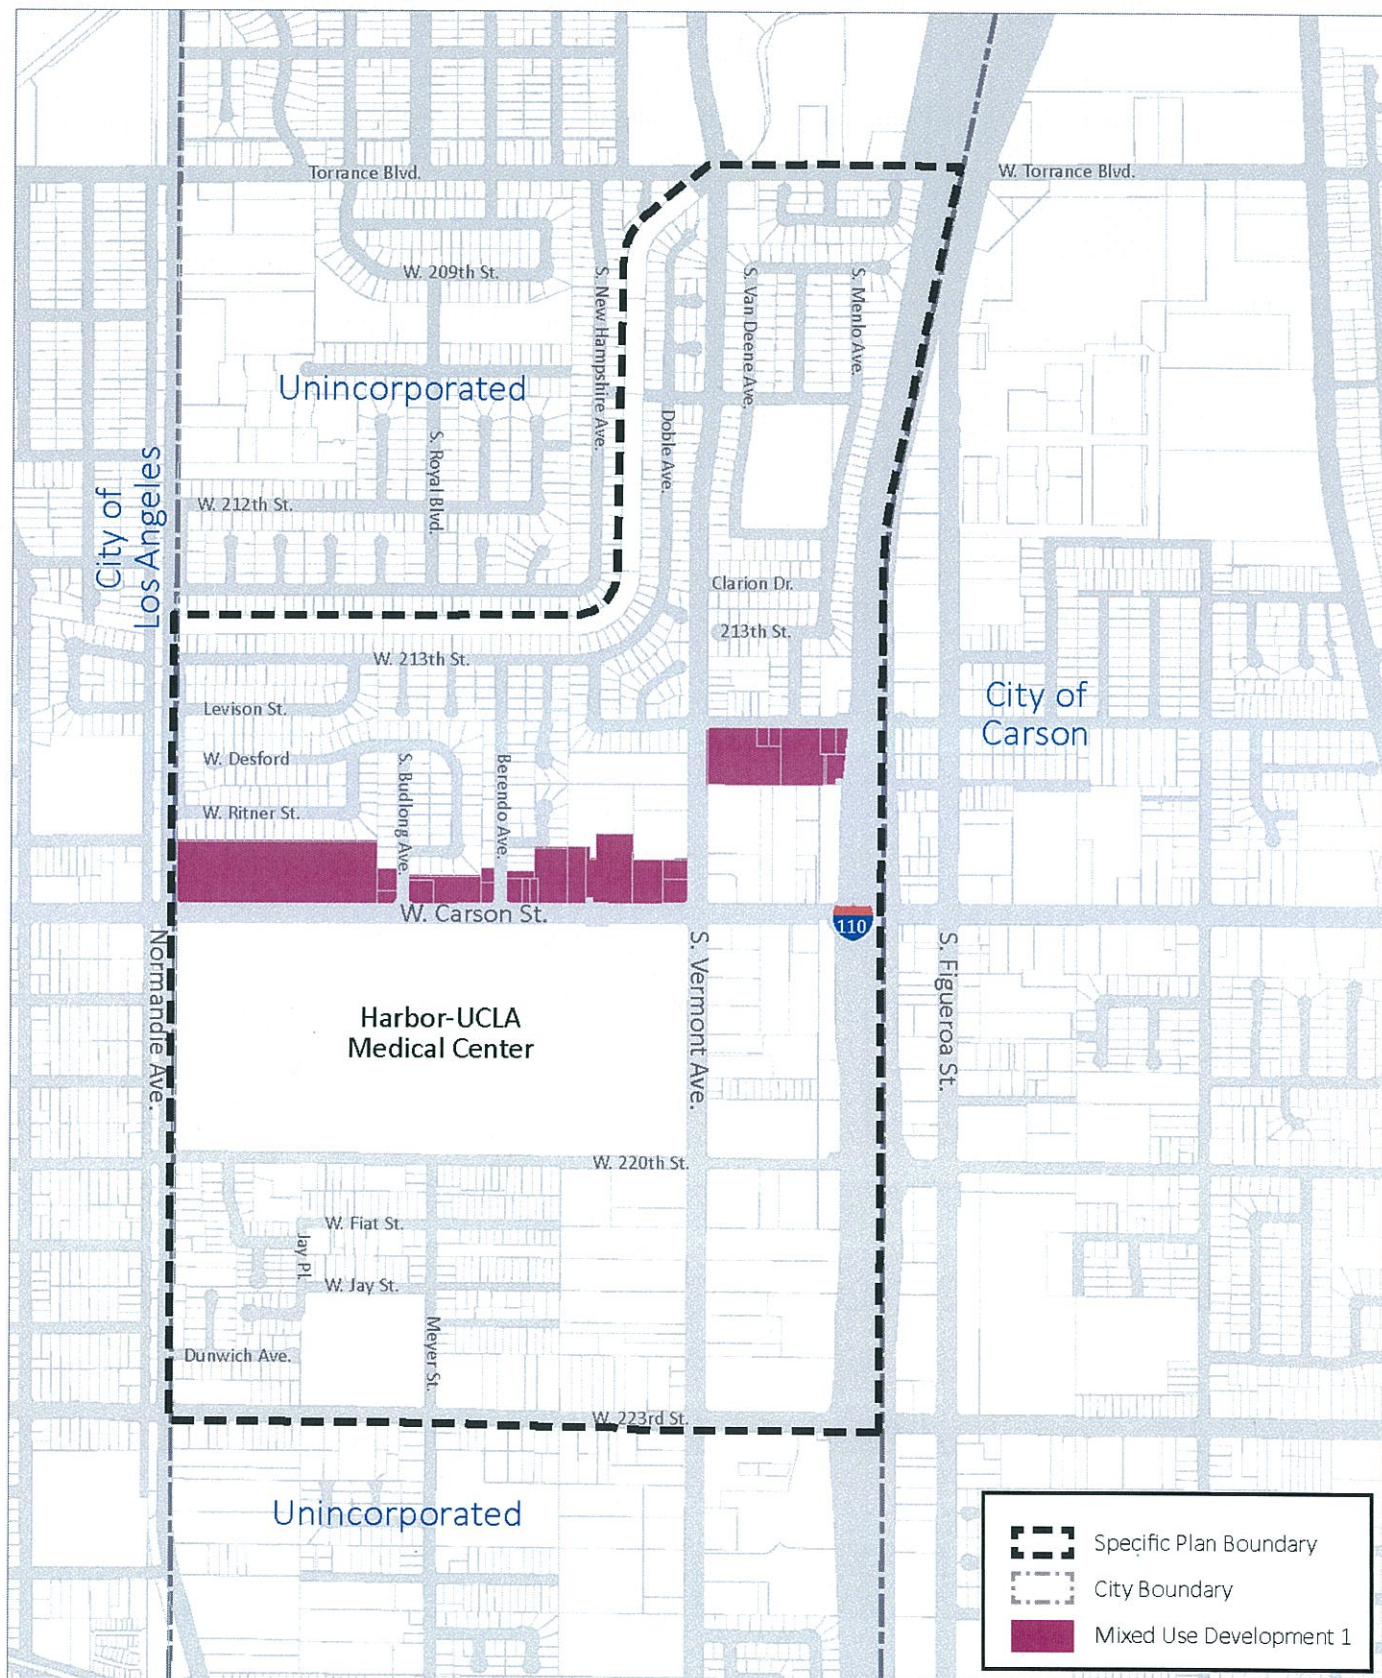 Torrance Blvd.
W. Torrance Blvd.
W. 209th St.
S. New Hampshire Ave.
S. Van Deene Ave.
S. Menlo Ave.
Unincorporated
S. Royal Blvd.
Doble Ave.
City of
Los Angeles
W. 212th St.
Clarion Dr.
213th St.
W. 213th St.
Levison St.
City of
Carson
W. Desford
S. Budlong Ave.
Berendo Ave.
W. Ritner St.
W. Carson St.
110
Normandie Ave.
S. Vermont Ave.
S. Figueroa St.
Harbor-UCLA
Medical Center
W. 220th St.
W. Fiat St.
Jay Pl.
W. Jay St.
Meyer St.
Dunwich Ave.
W. 223rd St.
Unincorporated
Specific Plan Boundary
City Boundary
Mixed Use Development 1